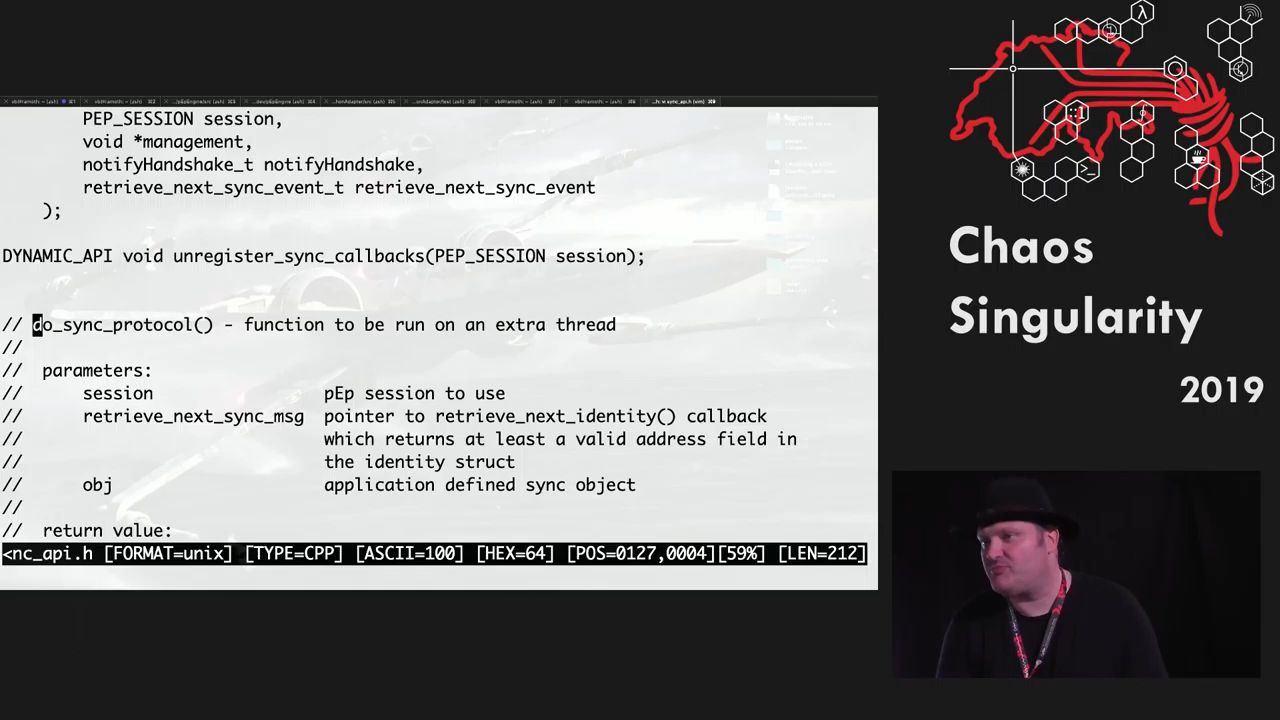 PEP_SESSION session,
void *management,
notifyHandshake_t notifyHandshake,
retrieve_next_sync_event_t retrieve_next_sync_event
);
DYNAMIC_API void unregister_sync_callbacks(PEP_SESSION session);
// do_sync_protocol() - function to be run on an extra thread
//
// parameters:
// session pEp session to use
// retrieve_next_sync_msg pointer to retrieve_next_identity() callback
// which returns at least a valid address field in
// the identity struct
// obj application defined sync object
//
// return value:
<nc_api.h [FORMAT=unix] [TYPE=CPP] [ASCII=100] [HEX=64] [POS=0127,0004][59%] [LEN=212]
Chaos
Singularity
2019